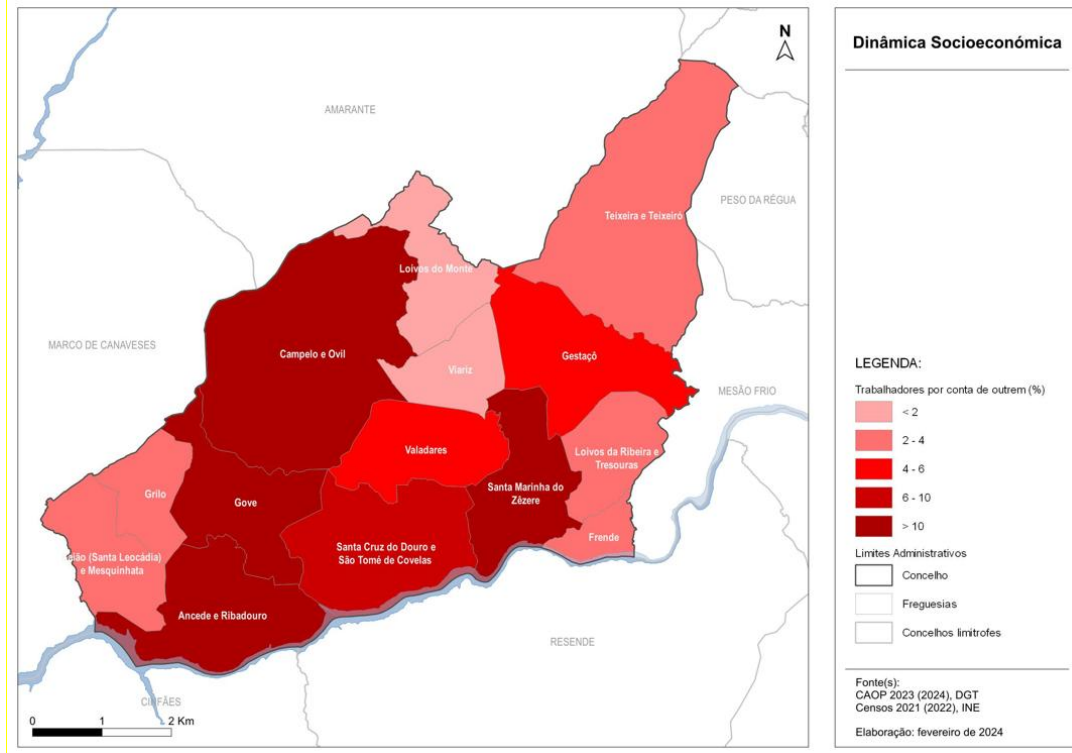 N
AMARANTE
PESO DA RÉGUA
Teixeira e Teixeiró
Loivos do Monte
MARCO DE CANAVESES
Campelo e Ovil
Viariz
Gestaçô
MESÃO FRIO
Valadares
Loivos da Ribeira e
Tresouras
Santa Marinha do
Zêzere
Grilo
Gove
Frende
(Santa Leocádia)
e Mesquinhata
Santa Cruz do Douro e
São Tomé de Covelas
Ancede e Ribadouro
RESENDE
0 1 2 Km
Dinâmica Socioeconómica
LEGENDA:
Trabalhadores por conta de outrem (%)
< 2
2 - 4
4 - 6
6 - 10
> 10
Limites Administrativos
Concelho
Freguesias
Concelhos limitrofes
Fonte(s):
CAOP 2023 (2024), DGT
Censos 2021 (2022), INE
Elaboração: fevereiro de 2024